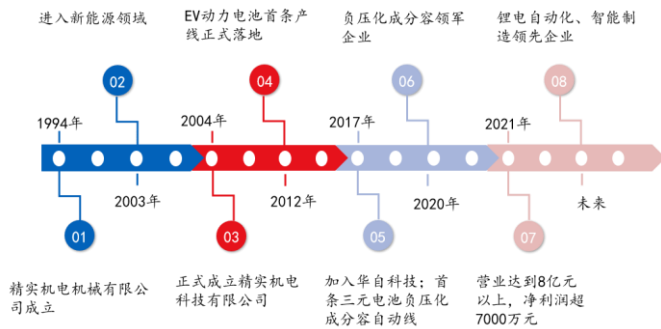 进入新能源领域
EV动力电池首条产
线正式落地
负压化成分容领军
企业
锂电自动化、智能制
造领先企业
02
04
06
08
1994年
2004年
2017年
2021年
2003年
2012年
2020年
未来
01
03
05
07
精实机电机械有限公
司成立
正式成立精实机电
科技有限公司
加入华自科技；首
条三元电池负压化
成分容自动线
营业达到8亿元
以上，净利润超
7000万元